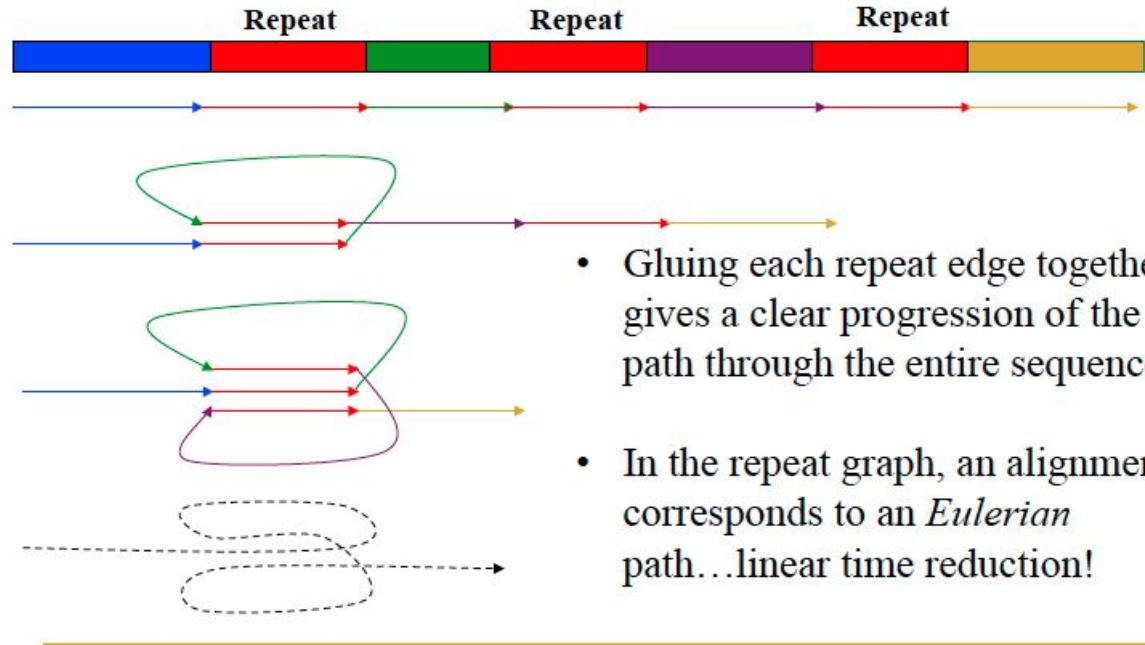 Repeat Repeat Repeat
• Gluing each repeat edge togethe
gives a clear progression of the
path through the entire sequenc
• In the repeat graph, an alignmen
corresponds to an Eulerian
path…linear time reduction!